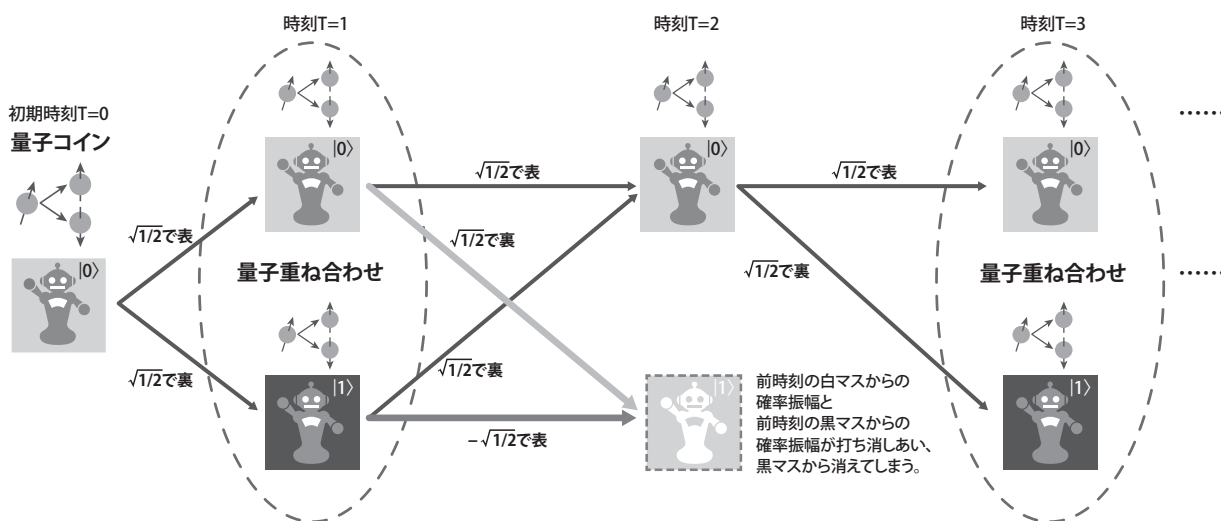 時刻T=1
時刻T=2
時刻T=3
初期時刻T=0
量子コイン
|0〉
√1/2で表
√1/2で裏
|0〉
量子重ね合わせ
|1〉
√1/2で表
√1/2で裏
√1/2で裏
−√1/2で表
|0〉
|1〉
前時刻の白マスからの
確率振幅と
前時刻の黒マスからの
確率振幅が打ち消しあい、
黒マスから消えてしまう。
√1/2で表
√1/2で裏
|0〉
量子重ね合わせ
|1〉
……
……